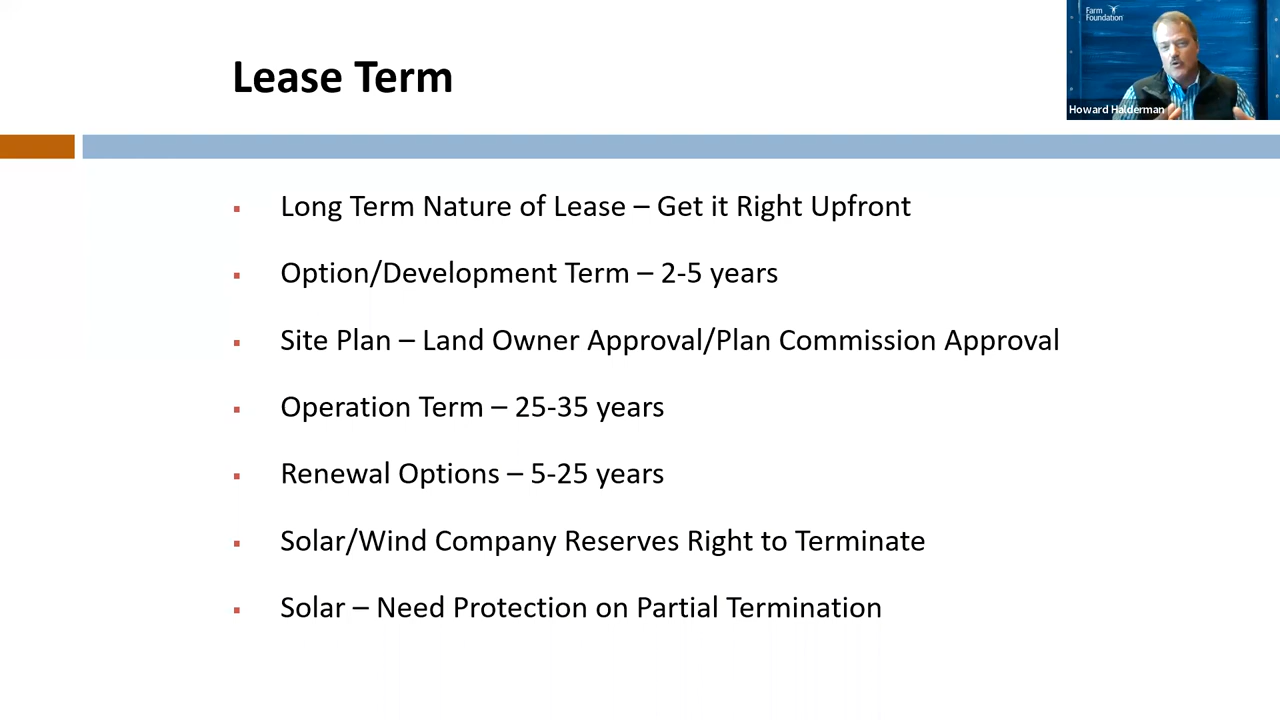 Farm
Foundation
Lease Term
Howard Halderman
Long Term Nature of Lease – Get it Right Upfront
Option/Development Term – 2-5 years
Site Plan – Land Owner Approval/Plan Commission Approval
Operation Term – 25-35 years
Renewal Options – 5-25 years
Solar/Wind Company Reserves Right to Terminate
Solar – Need Protection on Partial Termination